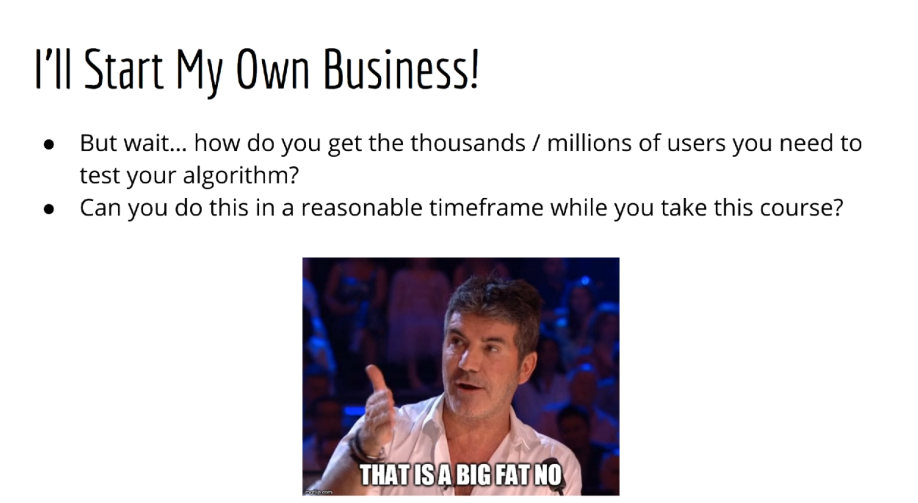 I'll Start My Own Business!
● But wait... how do you get the thousands / millions of users you need to
test your algorithm?
● Can you do this in a reasonable timeframe while you take this course?
THAT IS A BIG FAT NO